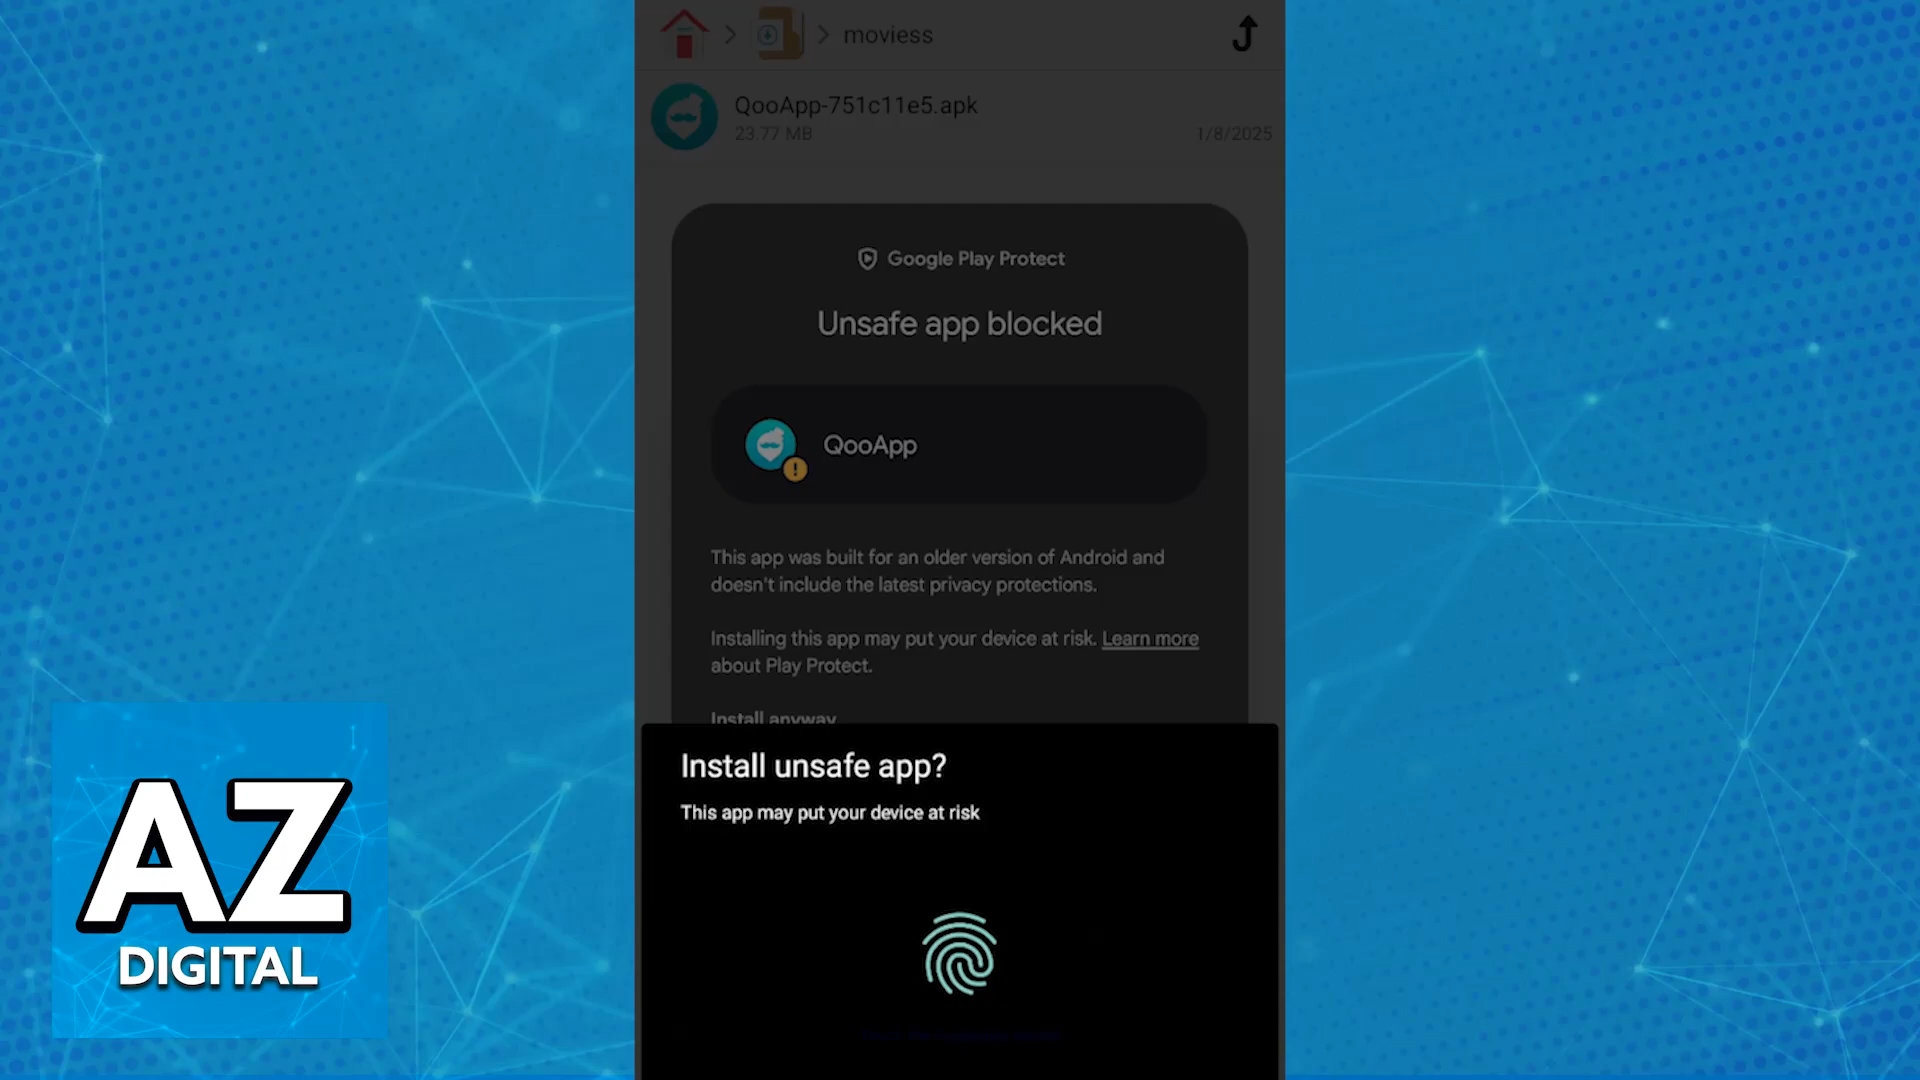 moviess
QooApp-751c11e5.apk
23.77 MB
1/8/2025
Google Play Protect
Unsafe app blocked
QooApp
This app was built for an older version of Android and
doesn't include the latest privacy protections.
Installing this app may put your device at risk. Learn more
about Play Protect.
Install anyway
Install unsafe app?
This app may put your device at risk
AZ
DIGITAL